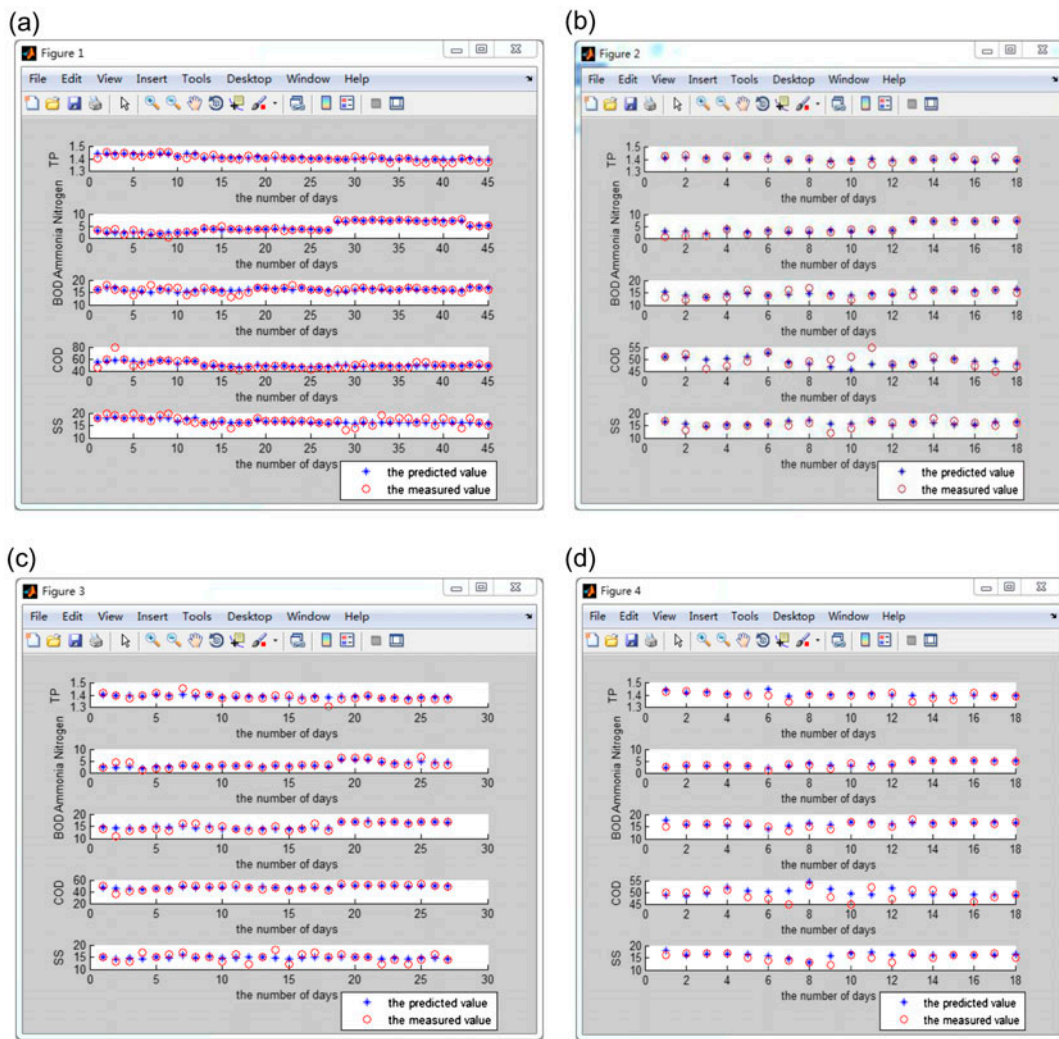 (a)
Figure 1
File Edit View Insert Tools Desktop Window Help
TP
1.5
1.4
1.3
0 5 10 15 20 25 30 35 40 45
the number of days
Ammonia Nitrogen
10
5
0
0 5 10 15 20 25 30 35 40 45
the number of days
BOD
20
15
10
0 5 10 15 20 25 30 35 40 45
the number of days
COD
80
60
40
0 5 10 15 20 25 30 35 40 45
the number of days
SS
20
15
10
0 5 10 15 20 25 30 35 40 45
the number of days
the predicted value
the measured value
(b)
Figure 2
File Edit View Insert Tools Desktop Window Help
TP
1.5
1.4
1.3
0 2 4 6 8 10 12 14 16 18
the number of days
Ammonia Nitrogen
10
5
0
0 2 4 6 8 10 12 14 16 18
the number of days
BOD
20
15
10
0 2 4 6 8 10 12 14 16 18
the number of days
COD
55
50
45
0 2 4 6 8 10 12 14 16 18
the number of days
SS
20
15
10
0 2 4 6 8 10 12 14 16 18
the number of days
the predicted value
the measured value
(c)
Figure 3
File Edit View Insert Tools Desktop Window Help
TP
1.5
1.4
1.3
0 5 10 15 20 25 30
the number of days
Ammonia Nitrogen
10
5
0
0 5 10 15 20 25 30
the number of days
BOD
20
15
10
0 5 10 15 20 25 30
the number of days
COD
60
40
20
0 5 10 15 20 25 30
the number of days
SS
20
15
10
0 5 10 15 20 25 30
the number of days
the predicted value
the measured value
(d)
Figure 4
File Edit View Insert Tools Desktop Window Help
TP
1.5
1.4
1.3
0 2 4 6 8 10 12 14 16 18
the number of days
Ammonia Nitrogen
10
5
0
0 2 4 6 8 10 12 14 16 18
the number of days
BOD
20
15
10
0 2 4 6 8 10 12 14 16 18
the number of days
COD
55
50
45
0 2 4 6 8 10 12 14 16 18
the number of days
SS
20
15
10
0 2 4 6 8 10 12 14 16 18
the number of days
the predicted value
the measured value